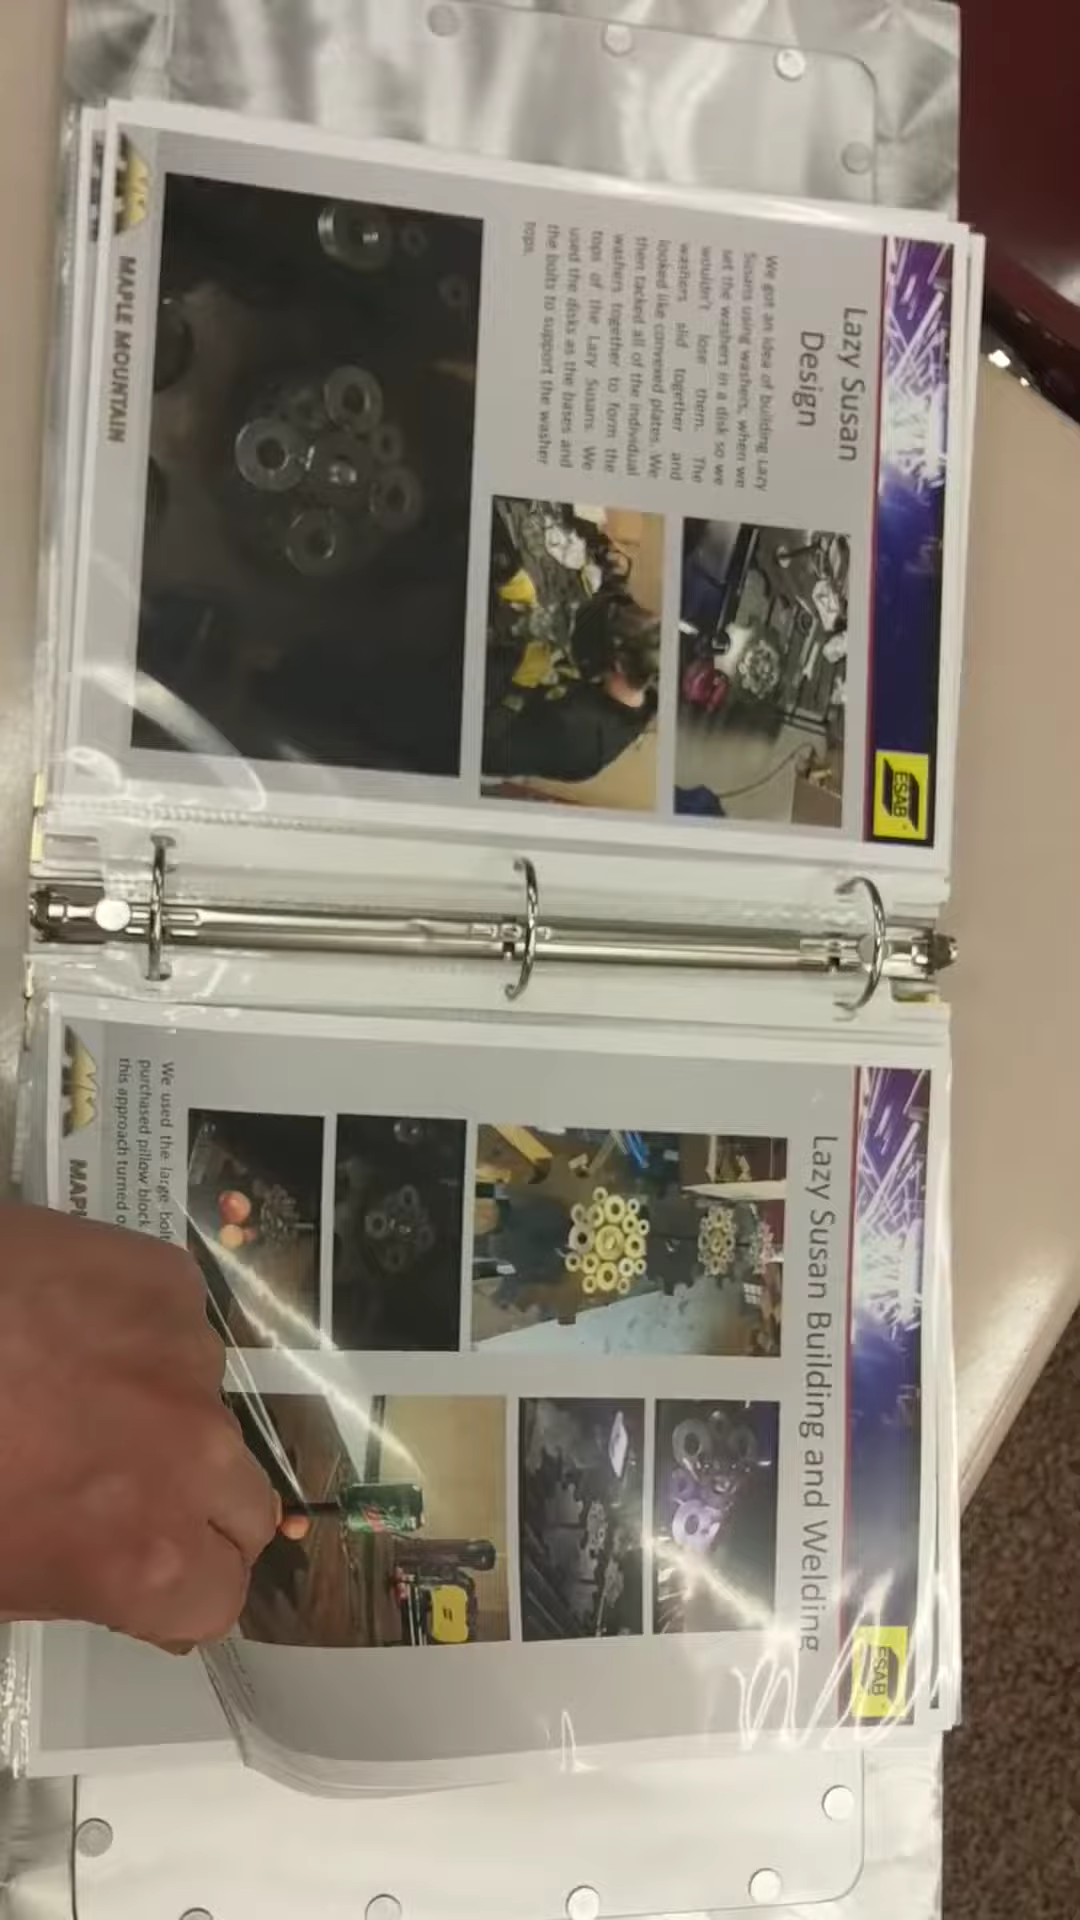 Lazy Susan
Design
We got an idea of building Lazy
Susans using washers, when we
set the washers in a disk so we
wouldn't lose them. The
washers slid together and
looked like convexed plates. We
then tacked all of the individual
washers together to form the
tops of the Lazy Susans. We
used the disks as the bases and
the bolts to support the washer
tops.
ESAB
MAPLE MOUNTAIN
Lazy Susan Building and Welding
ESAB
We used the large bolt
purchased pillow block
this approach turned o
MAP